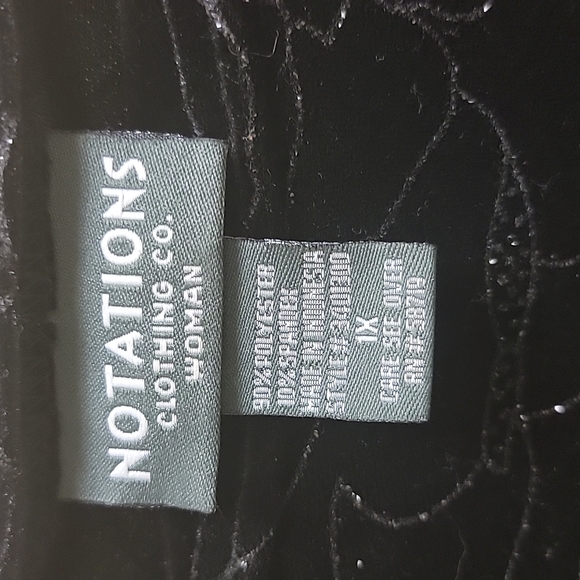 NOTATIONS
CLOTHING CO.
WOMAN
90% POLYESTER
10% SPANDEX
MADE IN INDONESIA
1X
CARE-SEE OVER